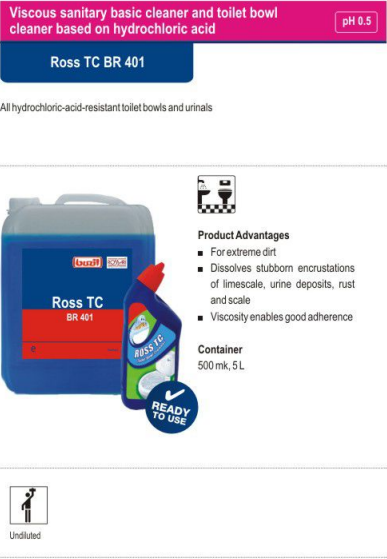 Viscous sanitary basic cleaner and toilet bowl
cleaner based on hydrochloric acid
pH 0.5
Ross TC BR 401
All hydrochloric-acid-resistant toilet bowls and urinals
Product Advantages
For extreme dirt
Dissolves stubborn encrustations
of limescale, urine deposits, rust
and scale
Viscosity enables good adherence
Container
500 mk, 5 L
buzil
Ross TC
BR 401
ROSS TC
READY
TO USE
Undiluted